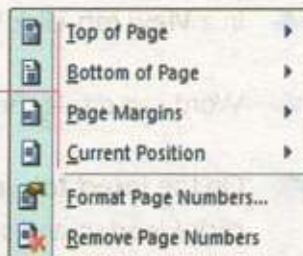 Top of Page
Bottom of Page
Page Margins
Current Position
Format Page Numbers...
Remove Page Numbers